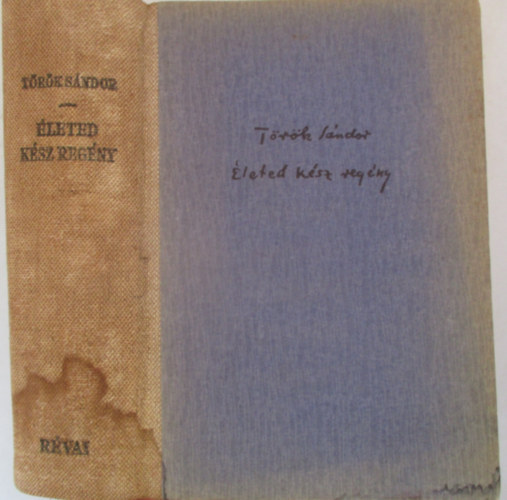 TÖRÖK SÁNDOR
ÉLETED
KÉSZ REGÉNY
RÉVAI
Török Sándor
Életed kész regény